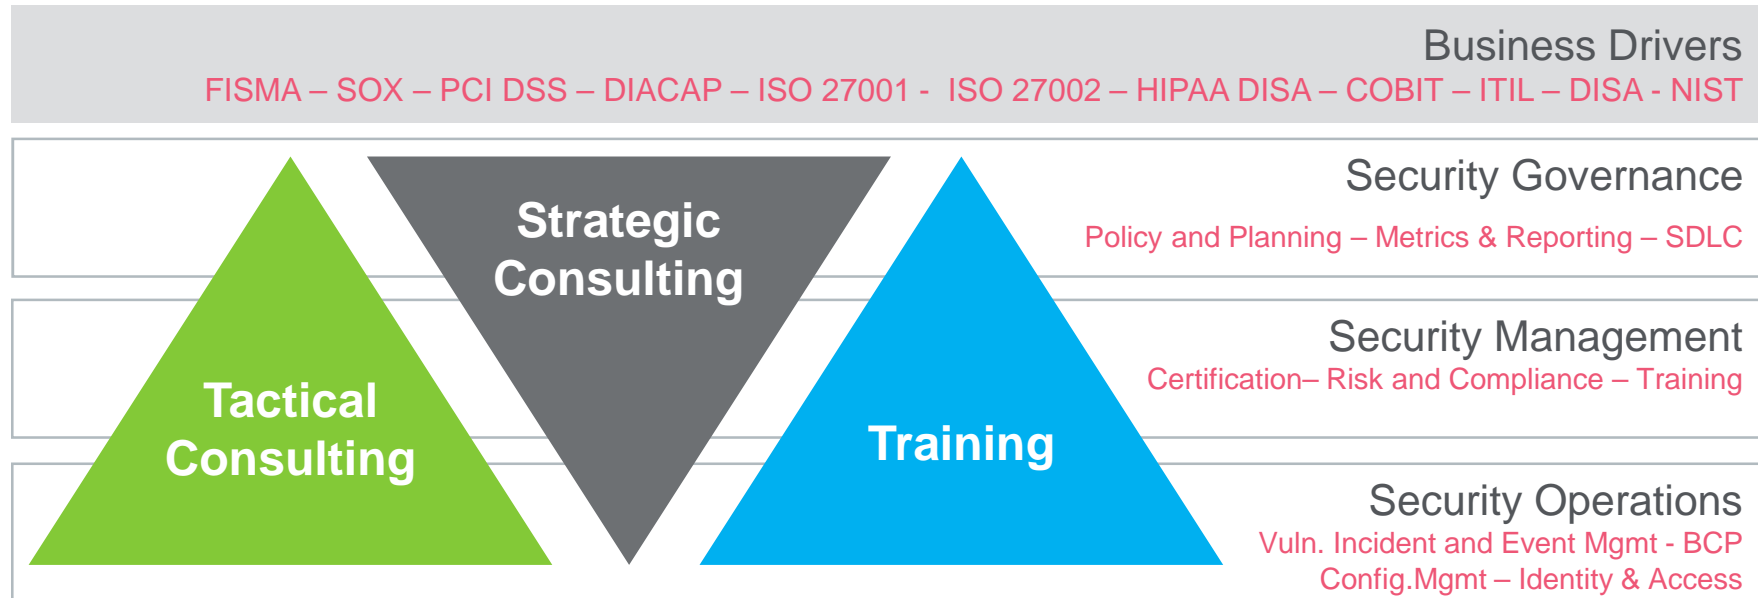 Business Drivers
FISMA – SOX – PCI DSS – DIACAP – ISO 27001 - ISO 27002 – HIPAA DISA – COBIT – ITIL – DISA - NIST
Security Governance
Policy and Planning – Metrics & Reporting – SDLC
Strategic
Consulting
Security Management
Certification– Risk and Compliance – Training
Tactical
Consulting
Training
Security Operations
Vuln. Incident and Event Mgmt - BCP
Config.Mgmt – Identity & Access